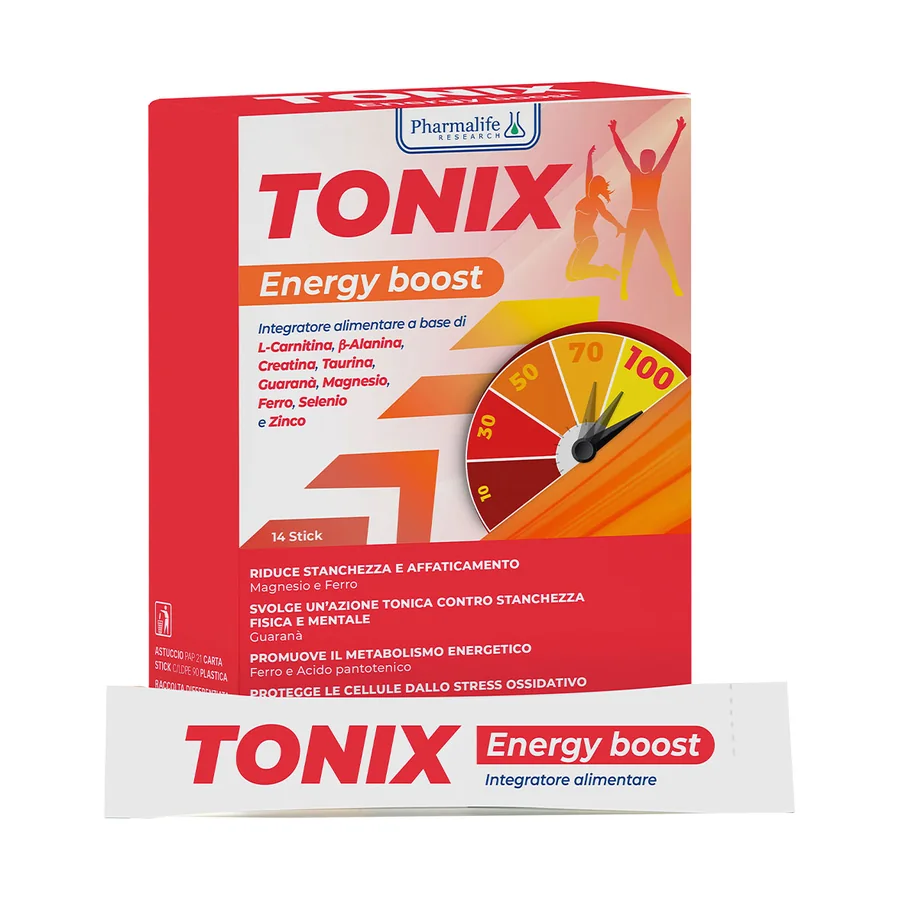 TONIX
Energy boost
Pharmalife
RESEARCH
TONIX
Energy boost
Integratore alimentare a base di
L-Carnitina, β-Alanina,
Creatina, Taurina,
Guaranà, Magnesio,
Ferro, Selenio
e Zinco
10
30
50
70
100
14 Stick
RIDUCE STANCHEZZA E AFFATICAMENTO
Magnesio e Ferro
SVOLGE UN'AZIONE TONICA CONTRO STANCHEZZA
FISICA E MENTALE
Guaranà
PROMUOVE IL METABOLISMO ENERGETICO
Ferro e Acido pantotenico
PROTEGGE LE CELLULE DALLO STRESS OSSIDATIVO
ASTUCCIO PAP 21 CARTA
STICK C/LDPE 90 PLASTICA
RACCOLTA DIFFERENZIATA
TONIX
Energy boost
Integratore alimentare